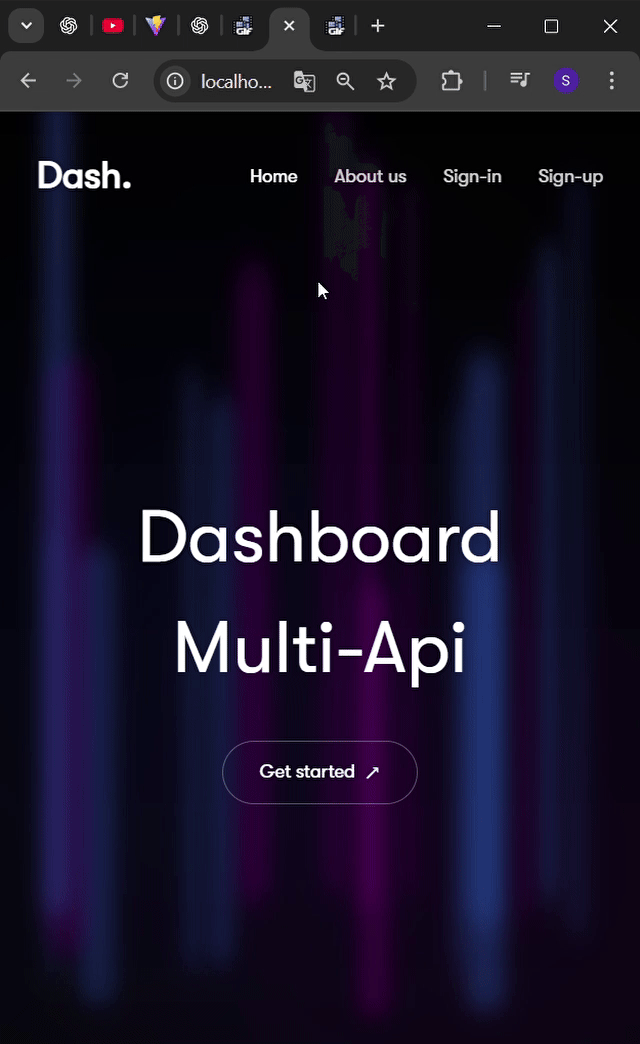 localho...
S
Dash.
Home About us Sign-in Sign-up
Dashboard
Multi-Api
Get started ↗